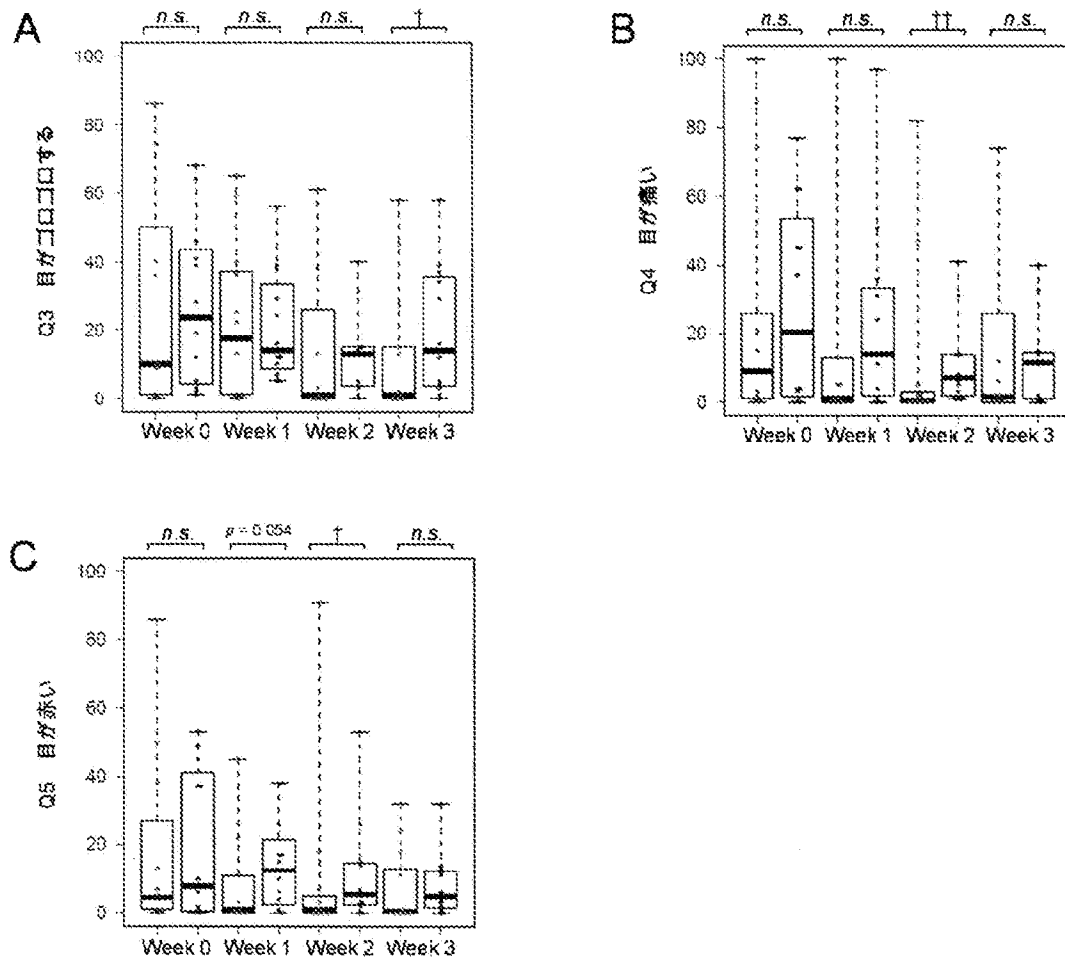 A
n.s. n.s. n.s. †
100
80
60
40
20
0
Q3 目がゴロゴロする
Week 0 Week 1 Week 2 Week 3
B
n.s. n.s. †† n.s.
100
80
60
40
20
0
Q4 目が痛い
Week 0 Week 1 Week 2 Week 3
C
n.s. p = 0.054 † n.s.
100
80
60
40
20
0
Q5 目が赤い
Week 0 Week 1 Week 2 Week 3